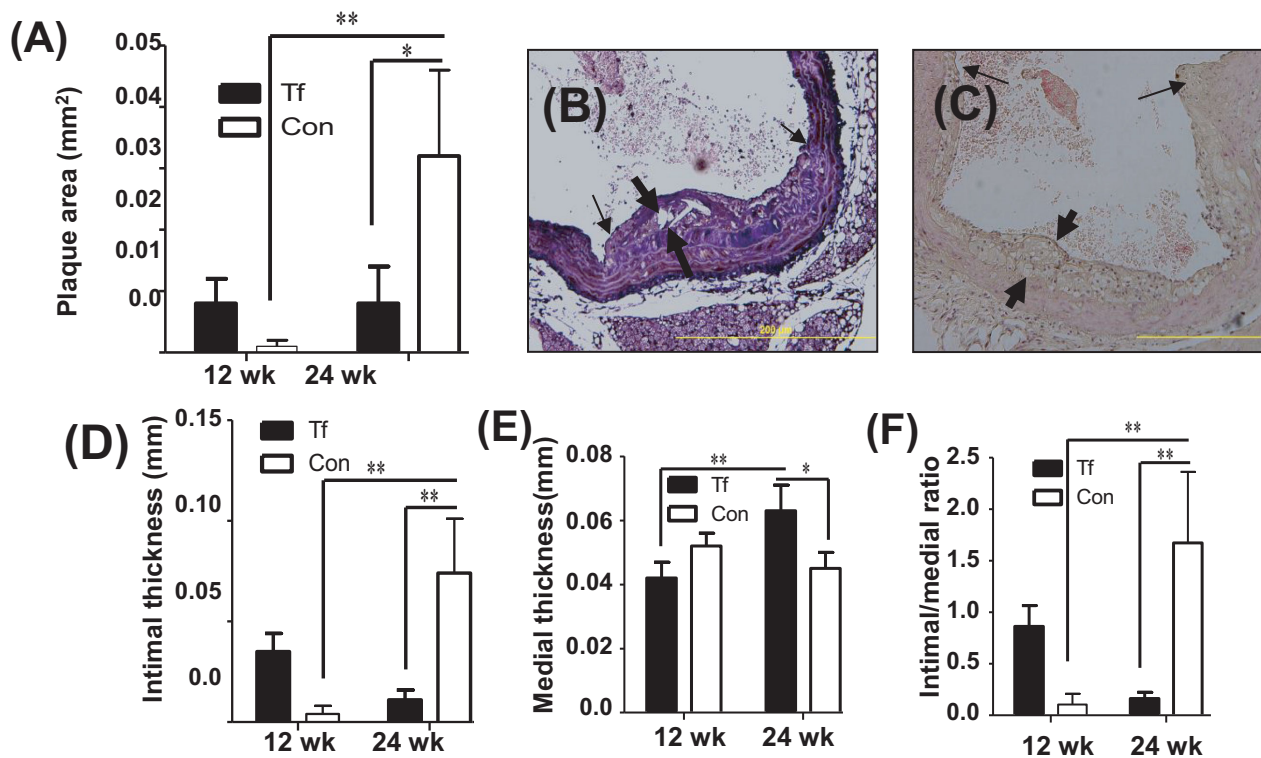 (A)
Plaque area (mm²)
0.05
0.04
0.03
0.02
0.01
0.0
Tf
Con
**
*
12 wk
24 wk
(B)
200 µm
(C)
(D)
Intimal thickness (mm)
0.15
0.10
0.05
0.0
Tf
Con
**
**
12 wk
24 wk
(E)
Medial thickness(mm)
0.08
0.06
0.04
0.02
0.0
Tf
Con
**
*
12 wk
24 wk
(F)
Intimal/medial ratio
2.5
2.0
1.5
1.0
0.5
0.0
Tf
Con
**
**
12 wk
24 wk